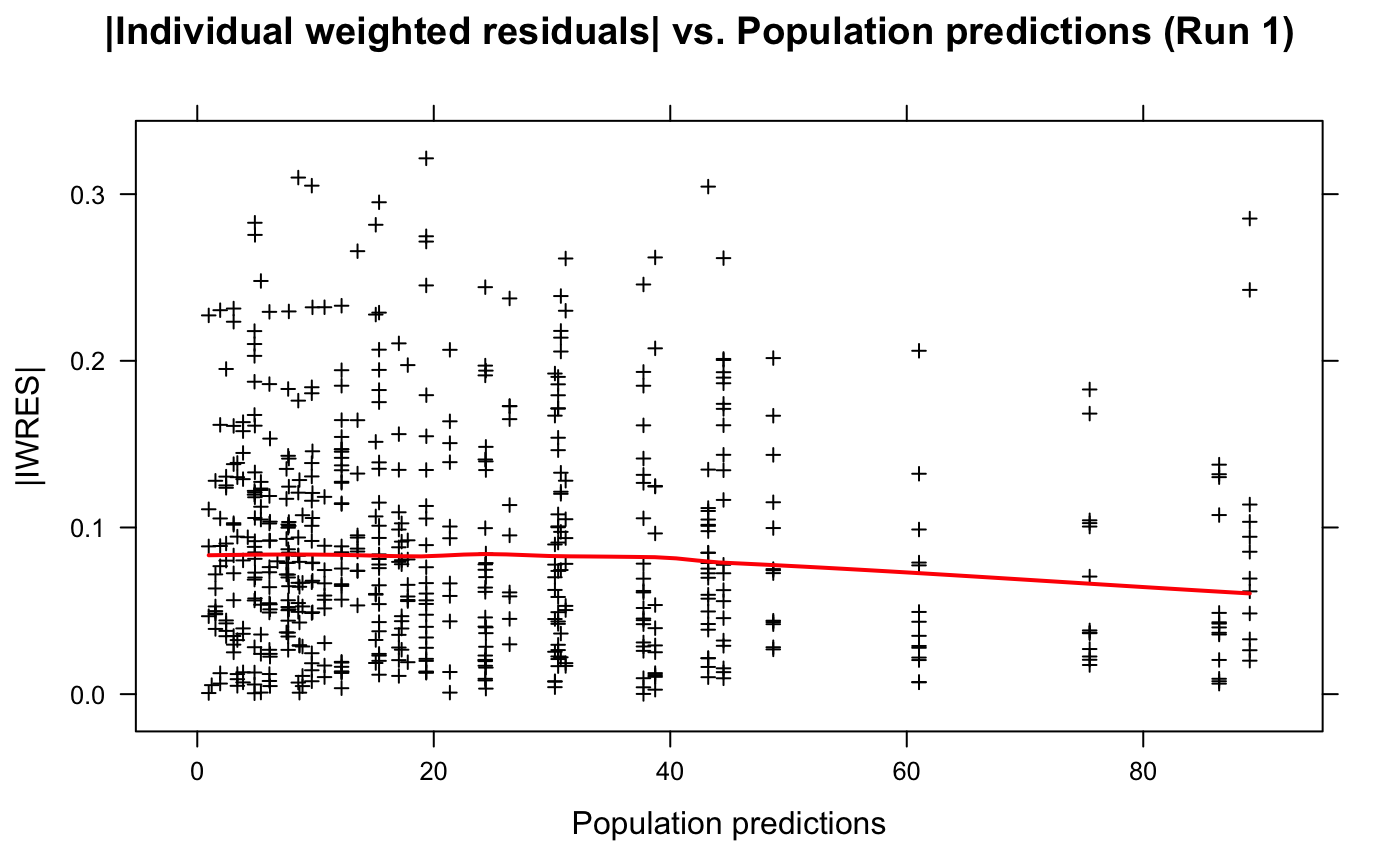 |Individual weighted residuals| vs. Population predictions (Run 1)
0.3
0.2
0.1
0.0
|IWRES|
0 20 40 60 80
Population predictions